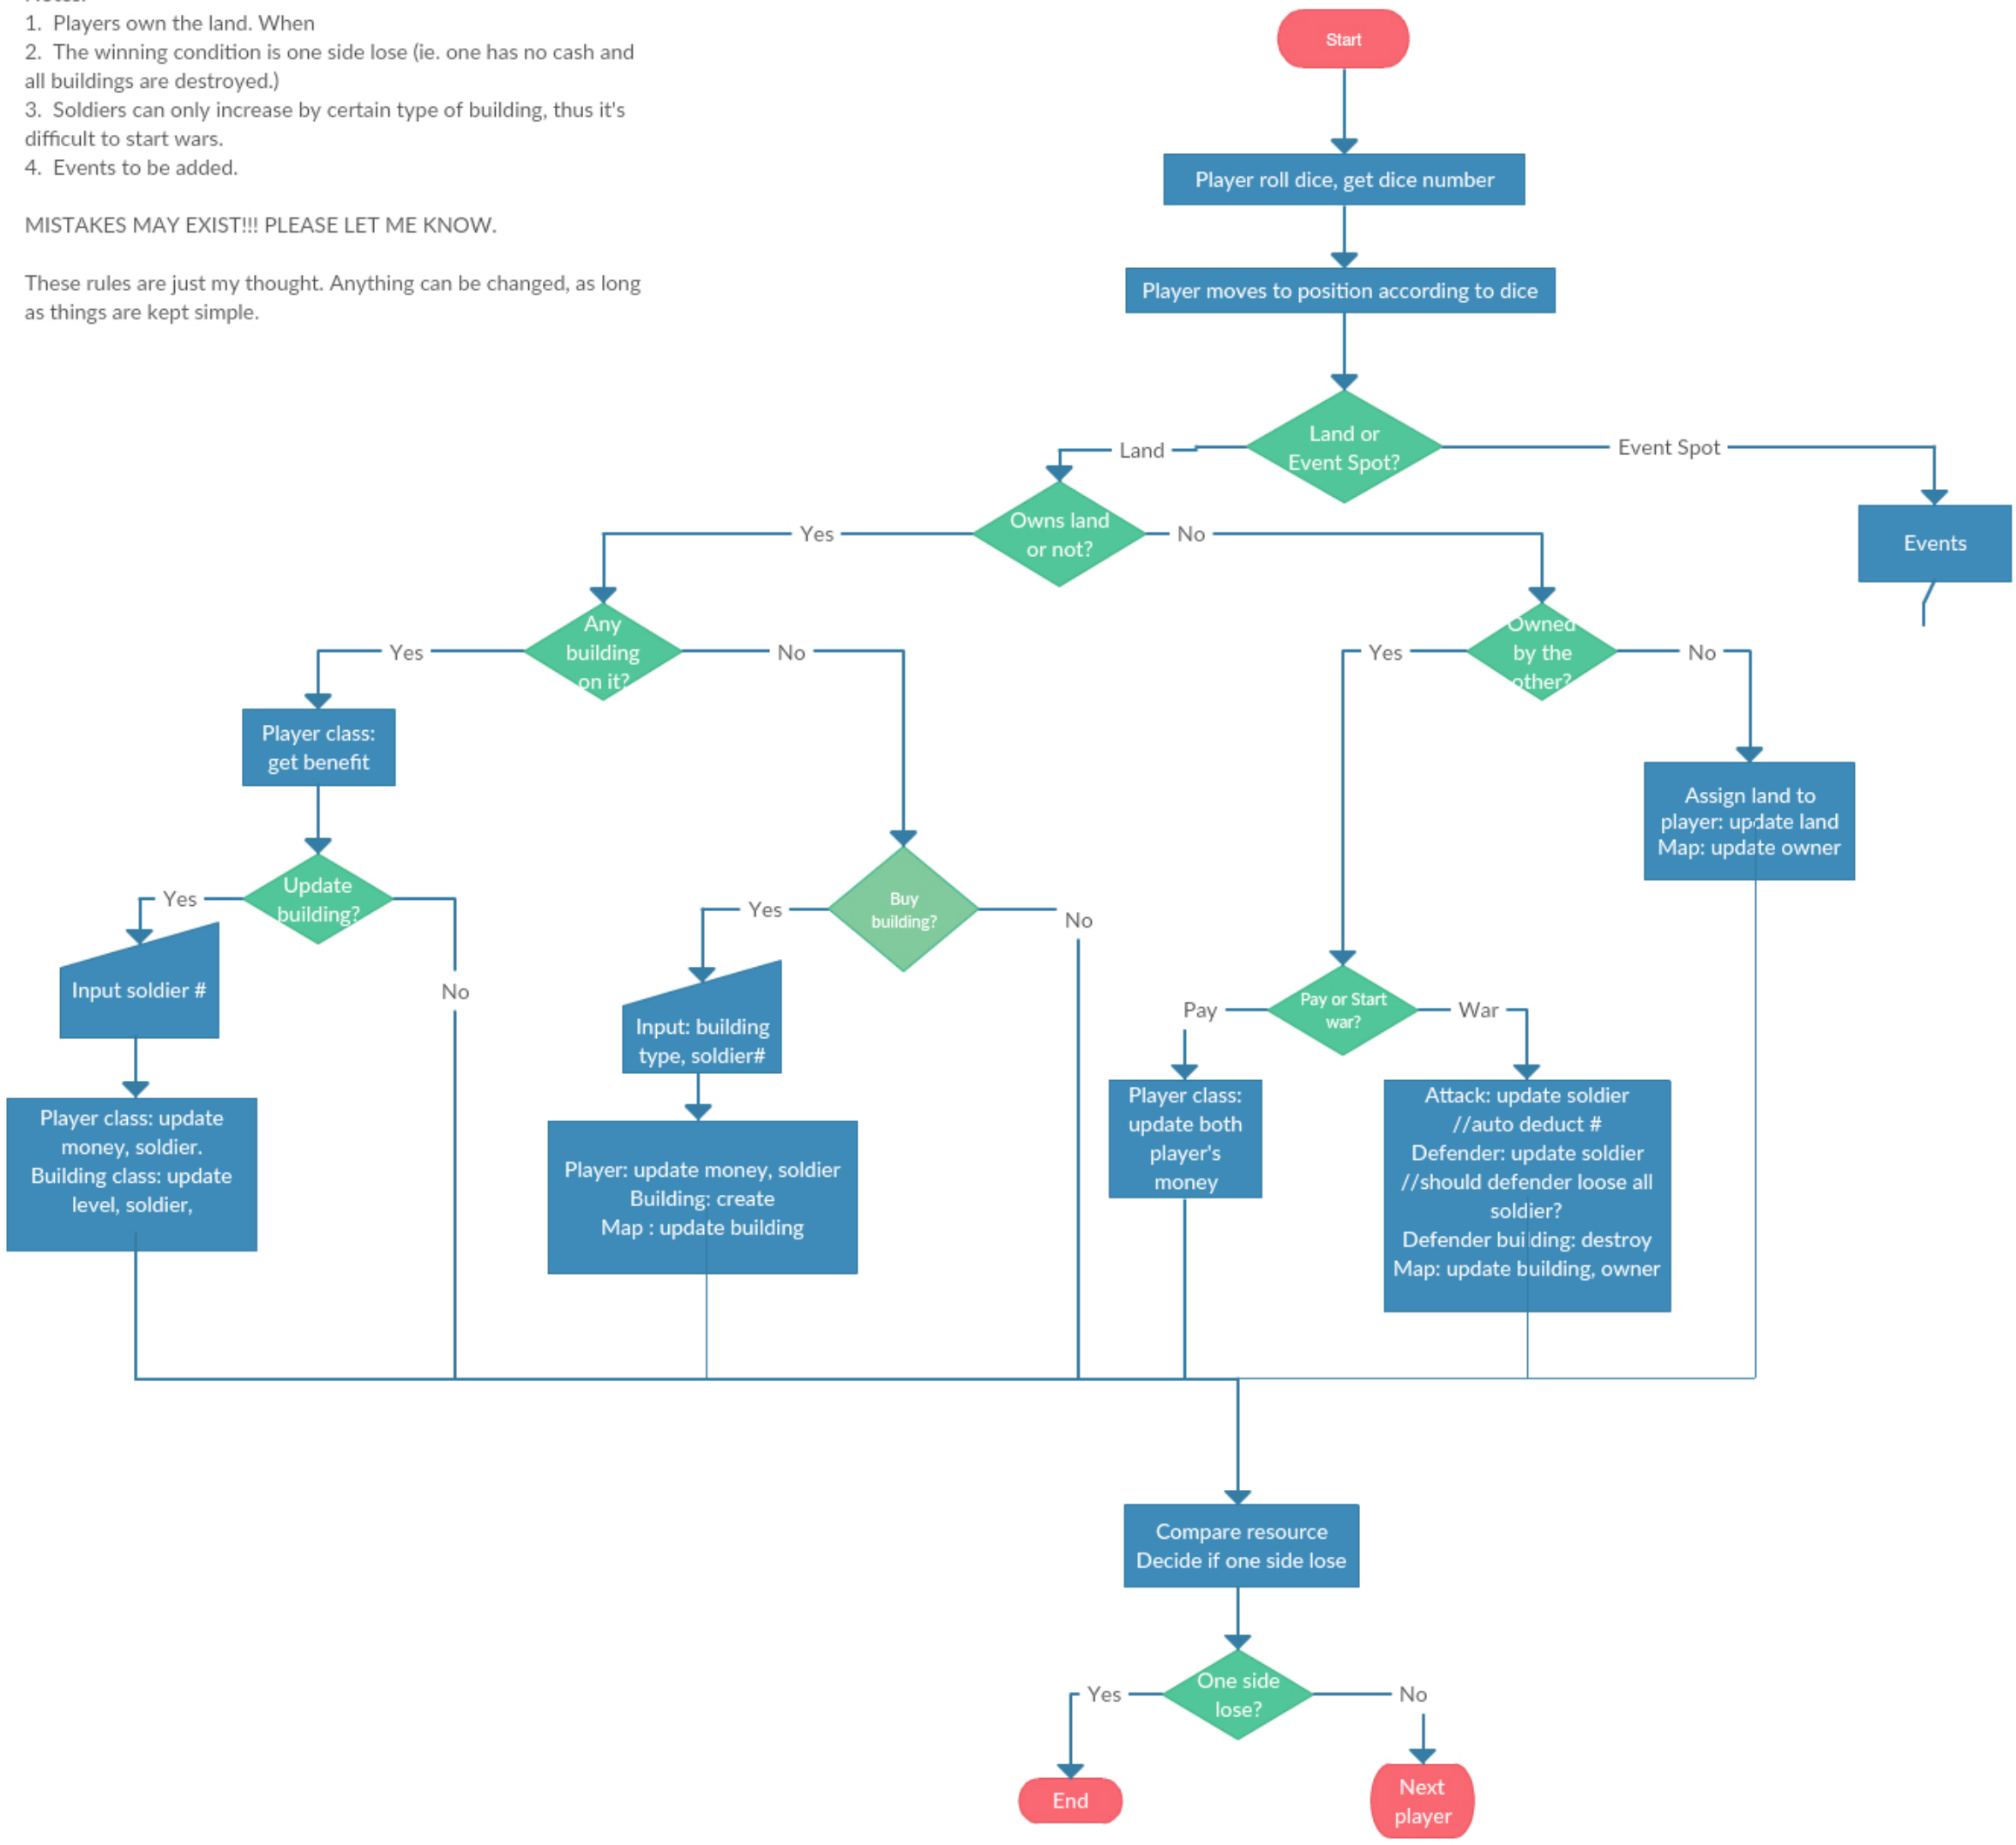 Notes:
1. Players own the land. When
2. The winning condition is one side lose (ie. one has no cash and
all buildings are destroyed.)
3. Soldiers can only increase by certain type of building, thus it's
difficult to start wars.
4. Events to be added.
MISTAKES MAY EXIST!!! PLEASE LET ME KNOW.
These rules are just my thought. Anything can be changed, as long
as things are kept simple.
Start
Player roll dice, get dice number
Player moves to position according to dice
Land or
Event Spot?
Land
Event Spot
Owns land
or not?
Yes
No
Events
Any
building
on it?
Yes
No
Owned
by the
other?
Yes
No
Player class:
get benefit
Assign land to
player: update land
Map: update owner
Update
building?
Yes
No
Buy
building?
Yes
No
Input soldier #
Input: building
type, soldier#
Pay or Start
war?
Pay
War
Player class: update
money, soldier.
Building class: update
level, soldier,
Player: update money, soldier
Building: create
Map : update building
Player class:
update both
player's
money
Attack: update soldier
//auto deduct #
Defender: update soldier
//should defender loose all
soldier?
Defender building: destroy
Map: update building, owner
Compare resource
Decide if one side lose
One side
lose?
Yes
No
End
Next
player